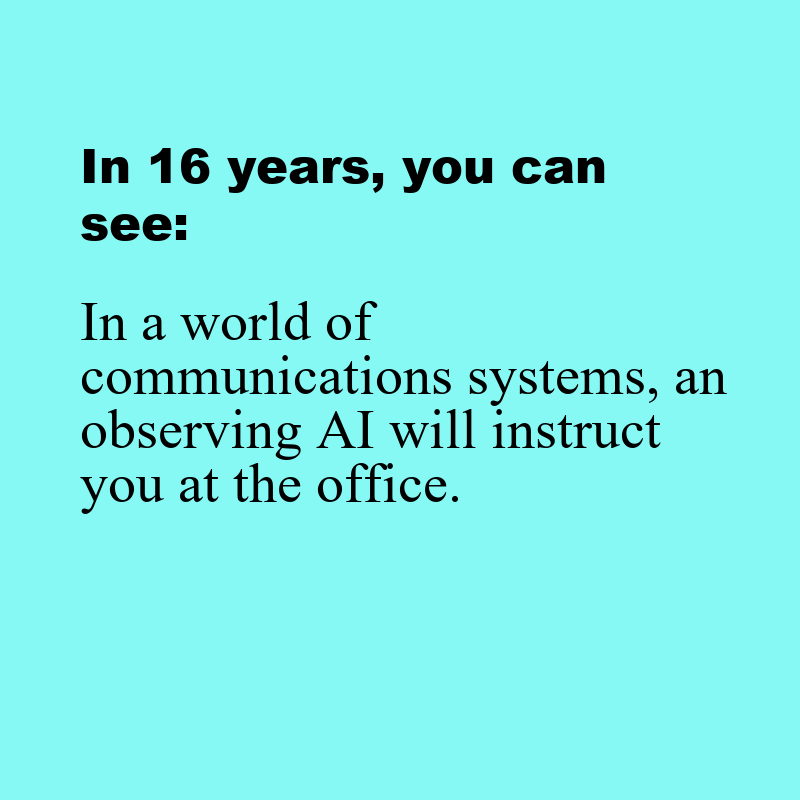 In 16 years, you can
see:
In a world of
communications systems, an
observing AI will instruct
you at the office.